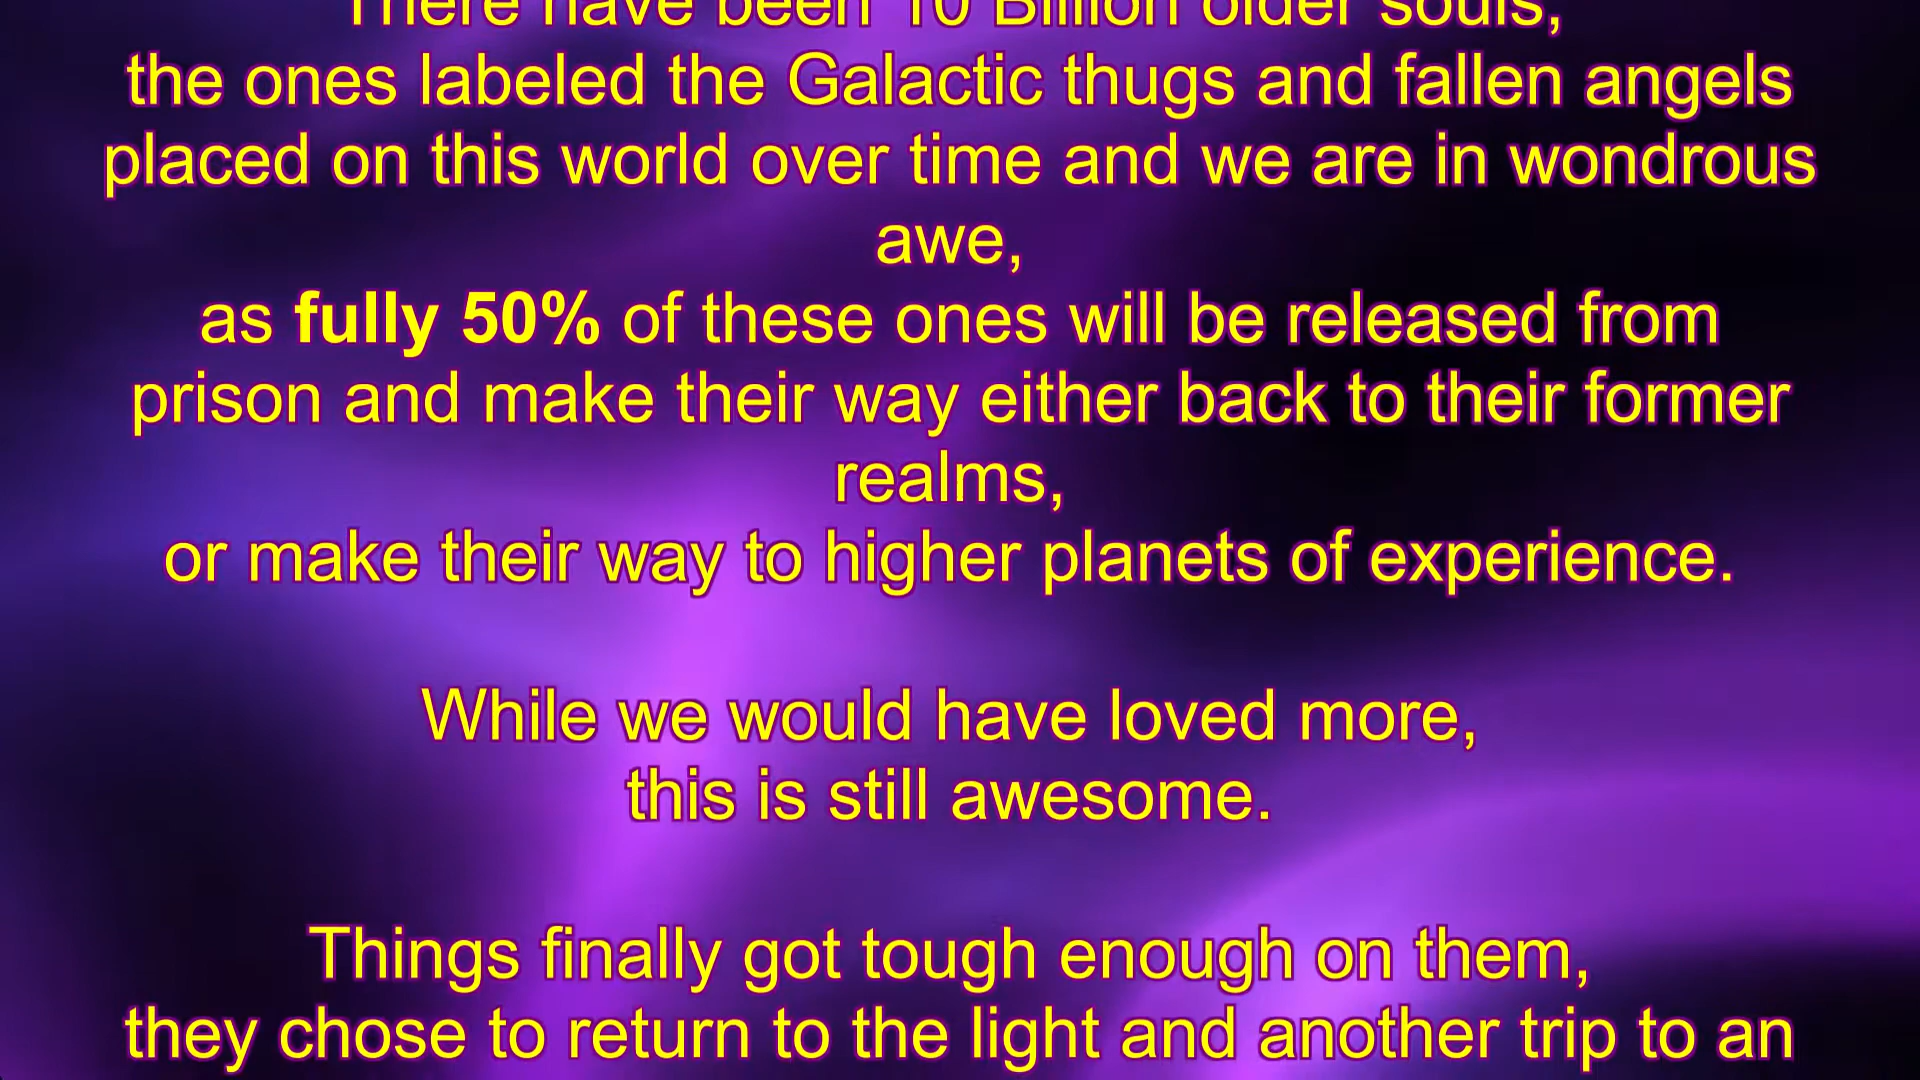 There have been 10 Billion older souls,
the ones labeled the Galactic thugs and fallen angels
placed on this world over time and we are in wondrous
awe,
as fully 50% of these ones will be released from
prison and make their way either back to their former
realms,
or make their way to higher planets of experience.
While we would have loved more,
this is still awesome.
Things finally got tough enough on them,
they chose to return to the light and another trip to an